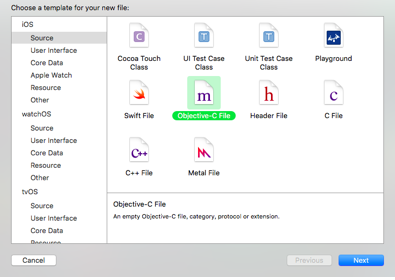 Choose a template for your new file:
iOS
Source
User Interface
Core Data
Apple Watch
Resource
Other
watchOS
Source
User Interface
Core Data
Resource
Other
tvOS
Source
User Interface
Core Data
Resource
C
Cocoa Touch
Class
T
UI Test Case
Class
T
Unit Test Case
Class
Playground
Swift File
m
Objective-C File
h
Header File
c
C File
C++
C++ File
Metal File
Objective-C File
An empty Objective-C file, category, protocol or extension.
Cancel
Previous
Next